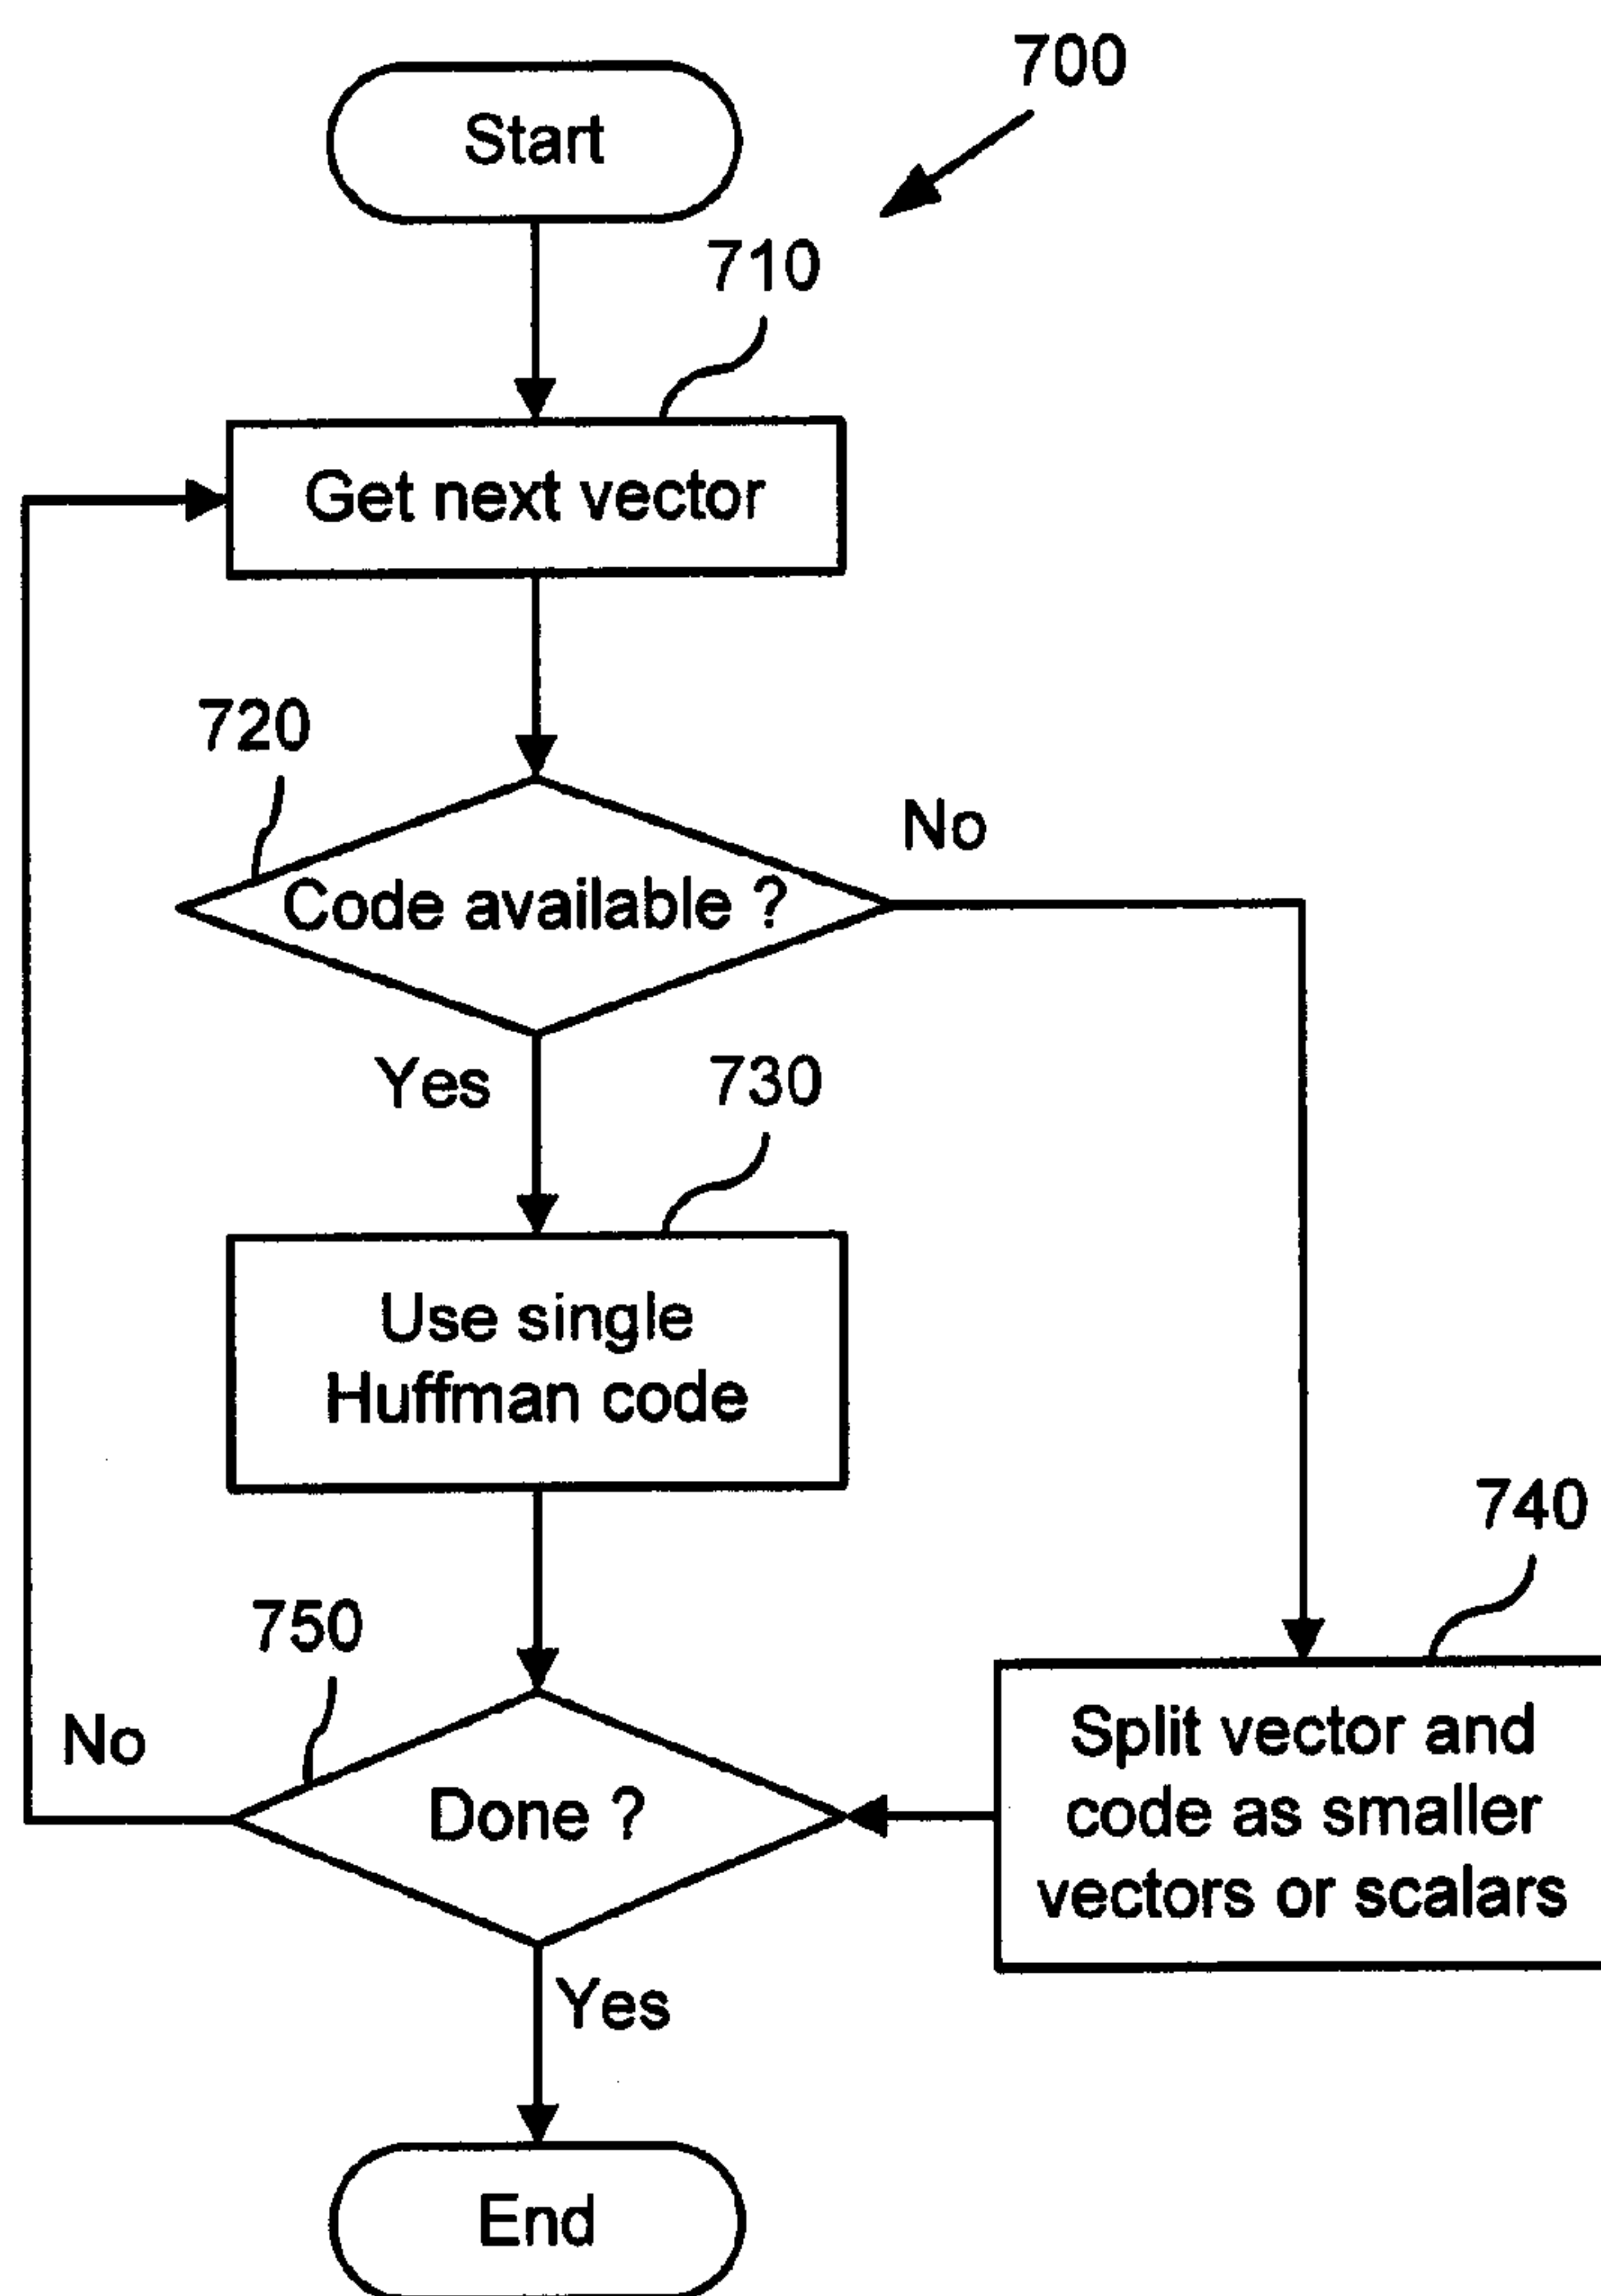 700
Start
710
Get next vector
720
Code available ?
No
Yes
730
Use single
Huffman code
740
Split vector and
code as smaller
vectors or scalars
750
No
Done ?
Yes
End